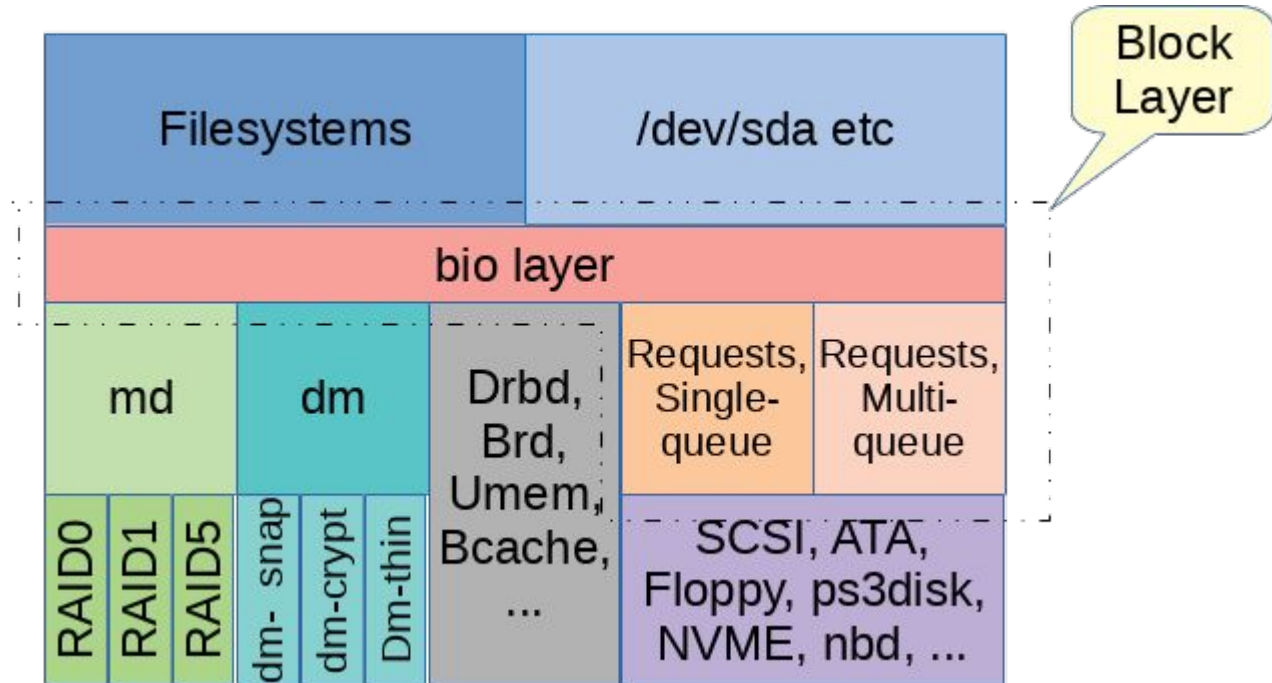 Block
Layer
Filesystems
/dev/sda etc
bio layer
md
dm
Drbd,
Brd,
Umem,
Bcache,
...
Requests,
Single-
queue
Requests,
Multi-
queue
RAID0
RAID1
RAID5
dm- snap
dm-crypt
Dm-thin
SCSI, ATA,
Floppy, ps3disk,
NVME, nbd, ...